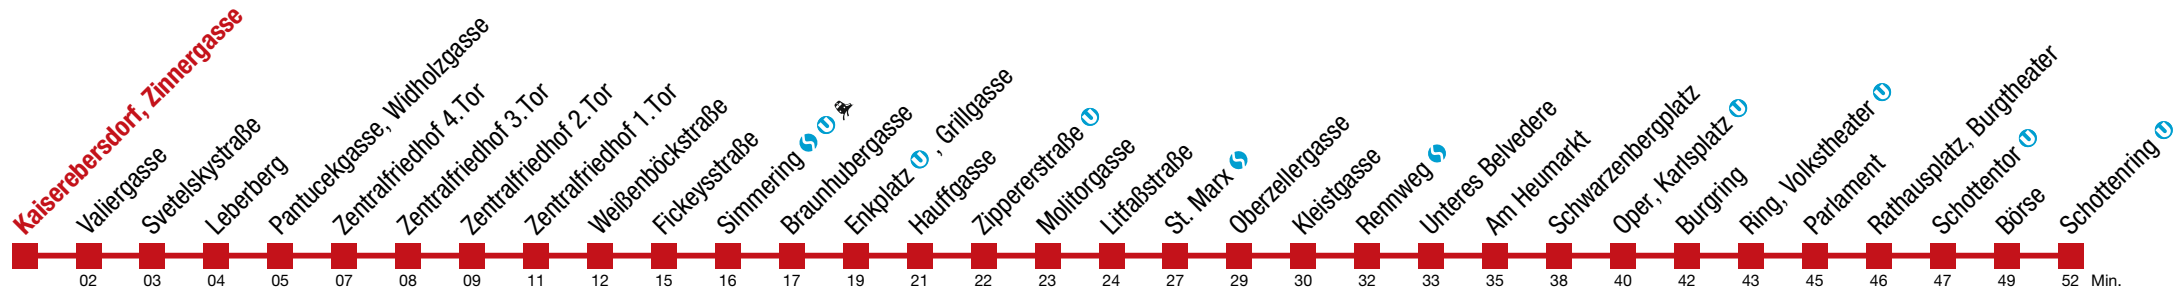 Kaiserebersdorf, Zinnergasse
Valiergasse
Svetelskystraße
Leberberg
Pantucekgasse, Widholzgasse
Zentralfriedhof 4.Tor
Zentralfriedhof 3.Tor
Zentralfriedhof 2.Tor
Zentralfriedhof 1.Tor
Weißenböckstraße
Fickeysstraße
Simmering S U
Braunhubergasse
Enkplatz U , Grillgasse
Hauffgasse
Zippererstraße U
Molitorgasse
Litfaßstraße
St. Marx S
Oberzellergasse
Kleistgasse
Rennweg S
Unteres Belvedere
Am Heumarkt
Schwarzenbergplatz
Oper, Karlsplatz U
Burgring
Ring, Volkstheater U
Parlament
Rathausplatz, Burgtheater
Schottentor U
Börse
Schottenring U
02 03 04 05 07 08 09 11 12 15 16 17 19 21 22 23 24 27 29 30 32 33 35 38 40 42 43 45 46 47 49 52 Min.